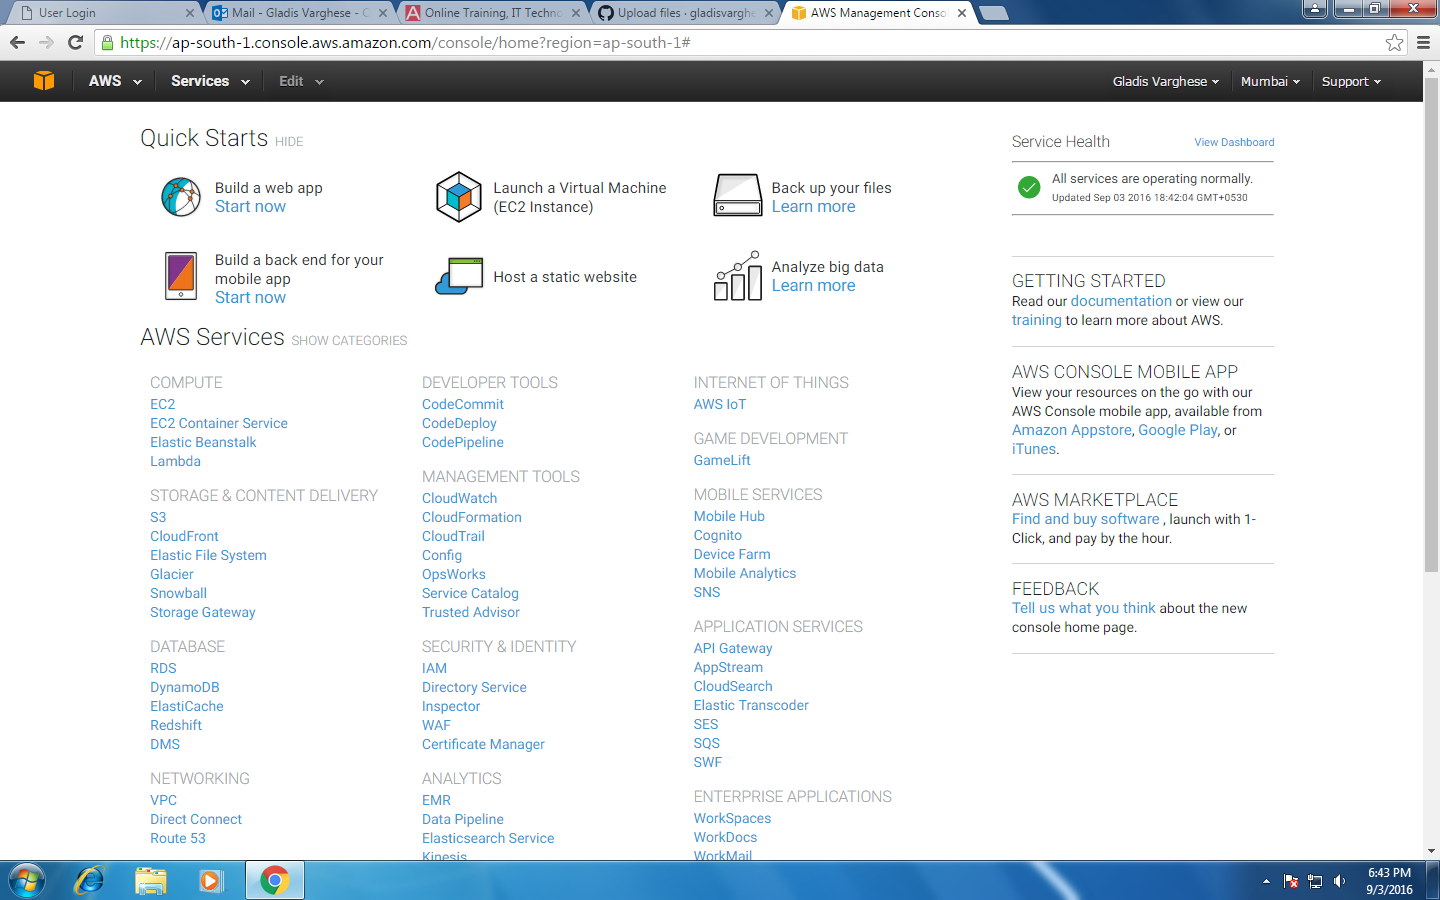 User Login
Mail - Gladis Varghese - C
Online Training, IT Techno
Upload files · gladisvarghe
AWS Management Conso
https://ap-south-1.console.aws.amazon.com/console/home?region=ap-south-1#
AWS
Services
Edit
Gladis Varghese
Mumbai
Support
Quick Starts HIDE
Build a web app
Start now
Launch a Virtual Machine
(EC2 Instance)
Back up your files
Learn more
Build a back end for your
mobile app
Start now
Host a static website
Analyze big data
Learn more
AWS Services SHOW CATEGORIES
COMPUTE
EC2
EC2 Container Service
Elastic Beanstalk
Lambda
STORAGE & CONTENT DELIVERY
S3
CloudFront
Elastic File System
Glacier
Snowball
Storage Gateway
DATABASE
RDS
DynamoDB
ElastiCache
Redshift
DMS
NETWORKING
VPC
Direct Connect
Route 53
DEVELOPER TOOLS
CodeCommit
CodeDeploy
CodePipeline
MANAGEMENT TOOLS
CloudWatch
CloudFormation
CloudTrail
Config
OpsWorks
Service Catalog
Trusted Advisor
SECURITY & IDENTITY
IAM
Directory Service
Inspector
WAF
Certificate Manager
ANALYTICS
EMR
Data Pipeline
Elasticsearch Service
Kinesis
INTERNET OF THINGS
AWS IoT
GAME DEVELOPMENT
GameLift
MOBILE SERVICES
Mobile Hub
Cognito
Device Farm
Mobile Analytics
SNS
APPLICATION SERVICES
API Gateway
AppStream
CloudSearch
Elastic Transcoder
SES
SQS
SWF
ENTERPRISE APPLICATIONS
WorkSpaces
WorkDocs
WorkMail
Service Health
View Dashboard
All services are operating normally.
Updated Sep 03 2016 18:42:04 GMT+0530
GETTING STARTED
Read our documentation or view our
training to learn more about AWS.
AWS CONSOLE MOBILE APP
View your resources on the go with our
AWS Console mobile app, available from
Amazon Appstore, Google Play, or
iTunes.
AWS MARKETPLACE
Find and buy software , launch with 1-
Click, and pay by the hour.
FEEDBACK
Tell us what you think about the new
console home page.
6:43 PM
9/3/2016